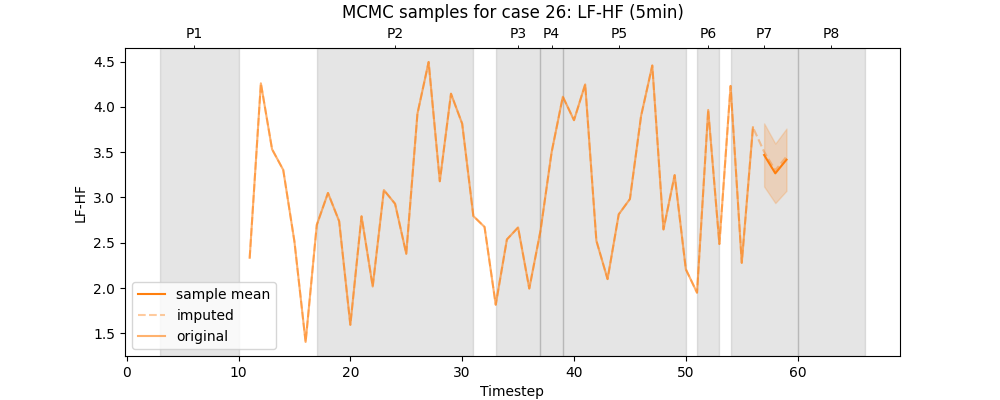 MCMC samples for case 26: LF-HF (5min)
P1 P2 P3 P4 P5 P6 P7 P8
4.5
4.0
3.5
3.0
2.5
2.0
1.5
LF-HF
sample mean
imputed
original
0 10 20 30 40 50 60
Timestep